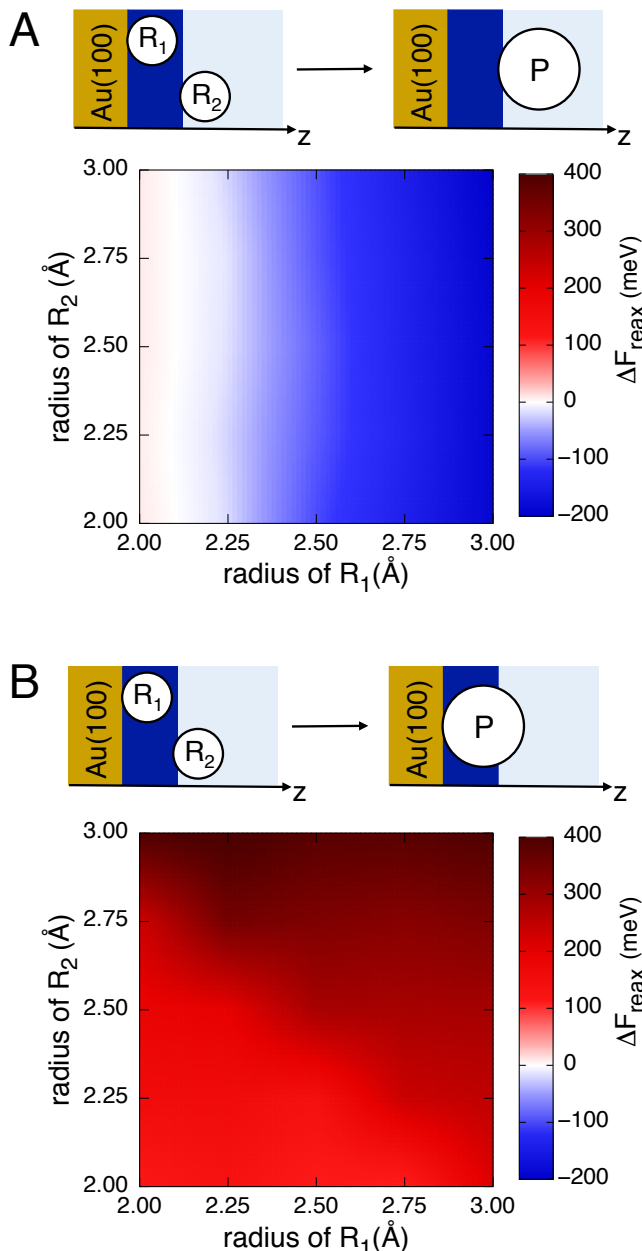 A
Au(100)
R₁
R₂
z
Au(100)
P
z
3.00
2.75
2.50
2.25
2.00
radius of R₂ (Å)
2.00 2.25 2.50 2.75 3.00
radius of R₁(Å)
400
300
200
100
0
−100
−200
ΔF_reax (meV)
B
Au(100)
R₁
R₂
z
Au(100)
P
z
3.00
2.75
2.50
2.25
2.00
radius of R₂ (Å)
2.00 2.25 2.50 2.75 3.00
radius of R₁(Å)
400
300
200
100
0
−100
−200
ΔF_reax (meV)